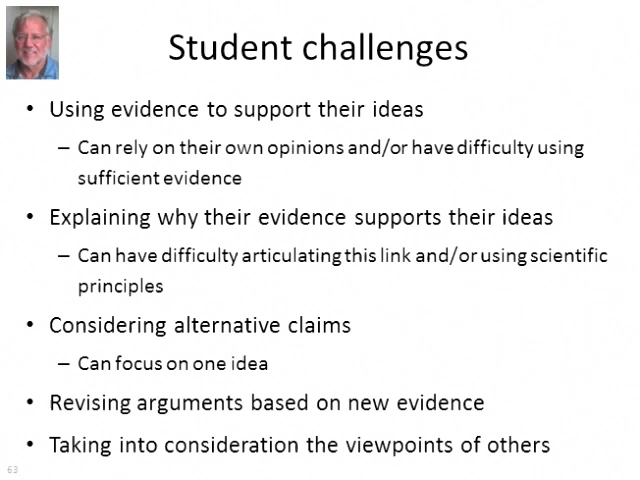 Student challenges
• Using evidence to support their ideas
– Can rely on their own opinions and/or have difficulty using
sufficient evidence
• Explaining why their evidence supports their ideas
– Can have difficulty articulating this link and/or using scientific
principles
• Considering alternative claims
– Can focus on one idea
• Revising arguments based on new evidence
• Taking into consideration the viewpoints of others
63